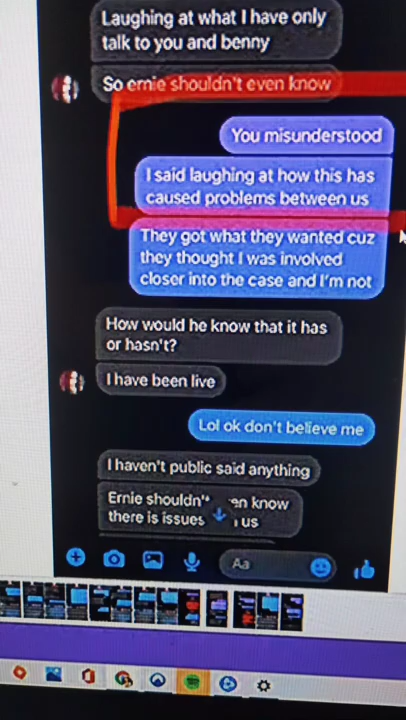 Laughing at what I have only
talk to you and benny
So ernie shouldn't even know
You misunderstood
I said laughing at how this has
caused problems between us
They got what they wanted cuz
they thought I was involved
closer into the case and I'm not
How would he know that it has
or hasn't?
I have been live
Lol ok don't believe me
I haven't public said anything
Ernie shouldn' en know
there is issues us
Aa